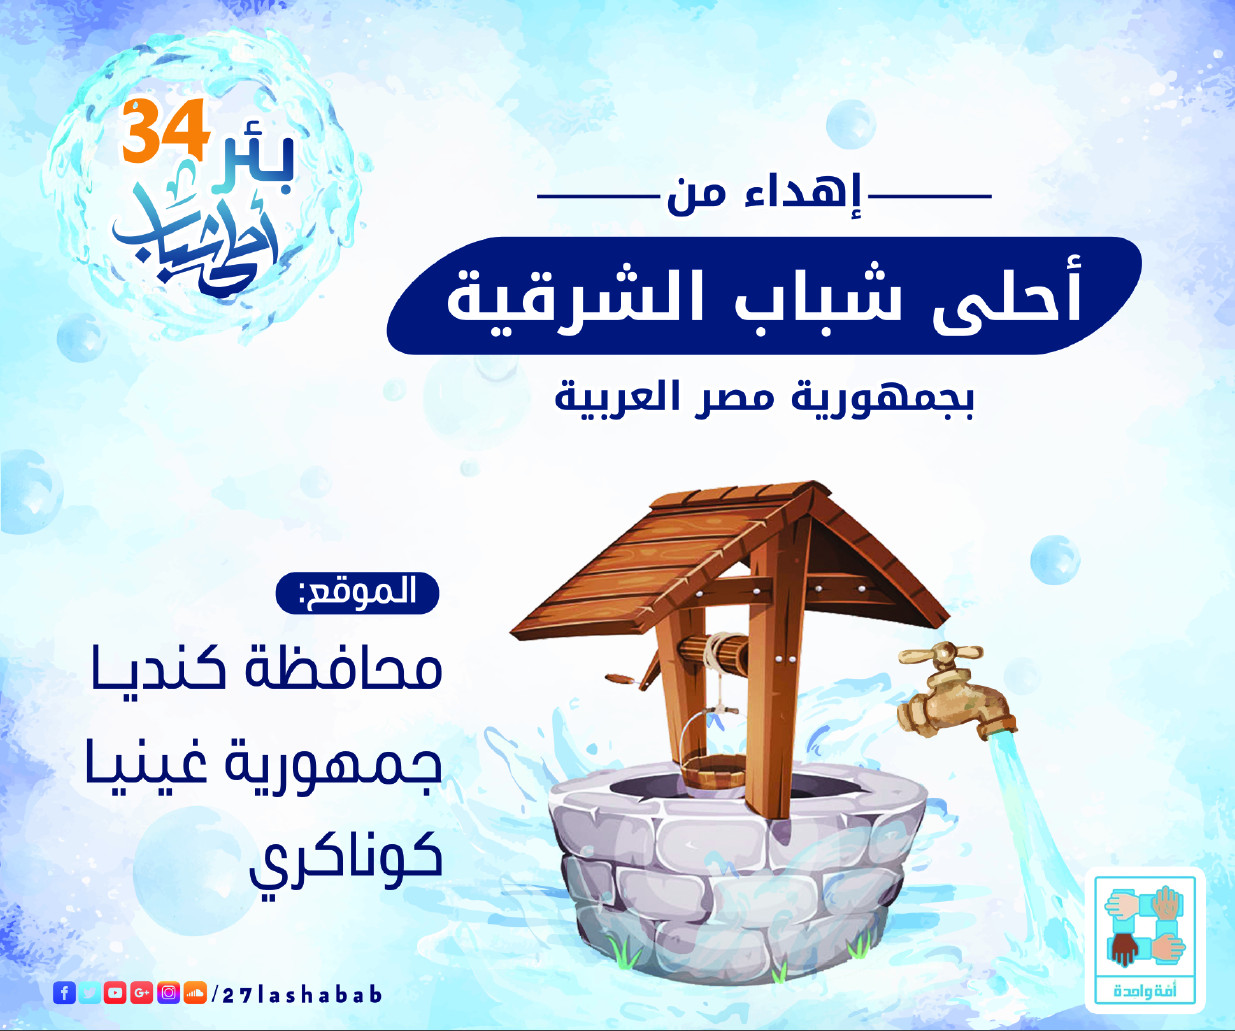 بئر 34
أحلى شباب
إهداء من
أحلى شباب الشرقية
بجمهورية مصر العربية
الموقع:
محافظة كنديا
جمهورية غينيا
كوناكري
/27lashabab
أمة واحدة